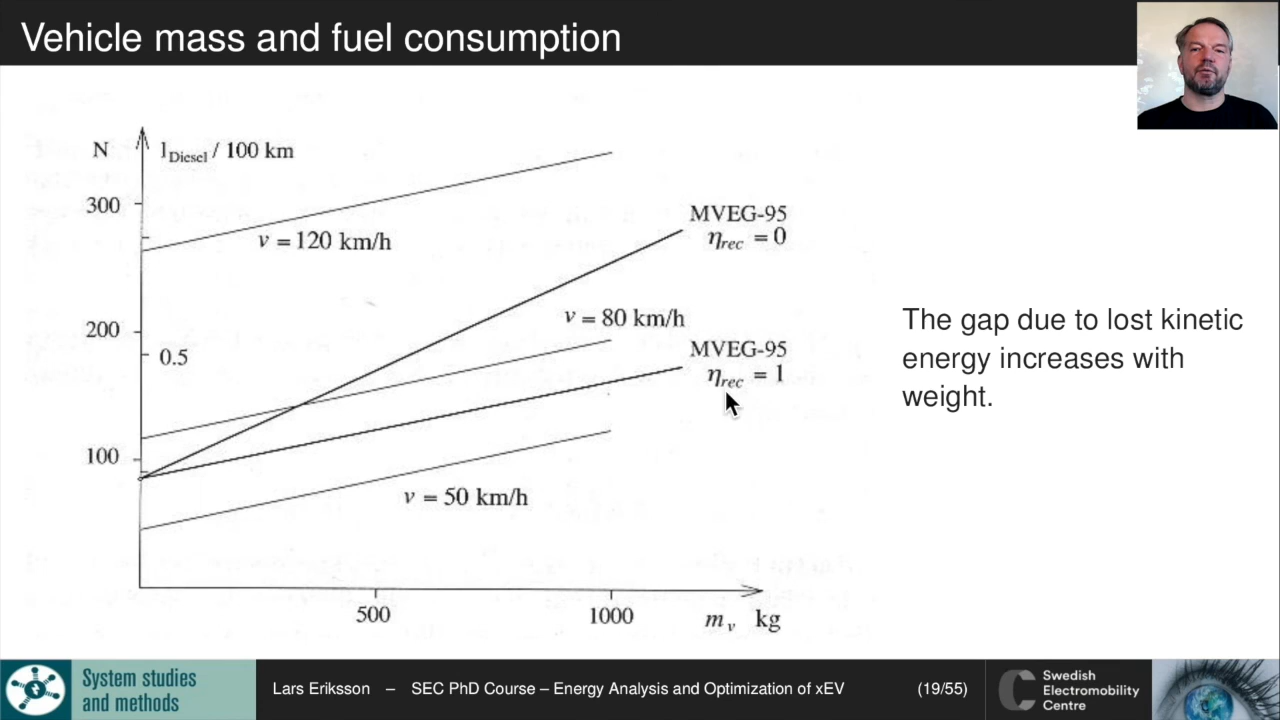 Vehicle mass and fuel consumption
N
l_Diesel / 100 km
300
v = 120 km/h
MVEG-95
η_rec = 0
v = 80 km/h
200
0.5
MVEG-95
η_rec = 1
100
v = 50 km/h
500
1000
m_v kg
The gap due to lost kinetic
energy increases with
weight.
System studies
and methods
Lars Eriksson – SEC PhD Course – Energy Analysis and Optimization of xEV
(19/55)
Swedish
Electromobility
Centre